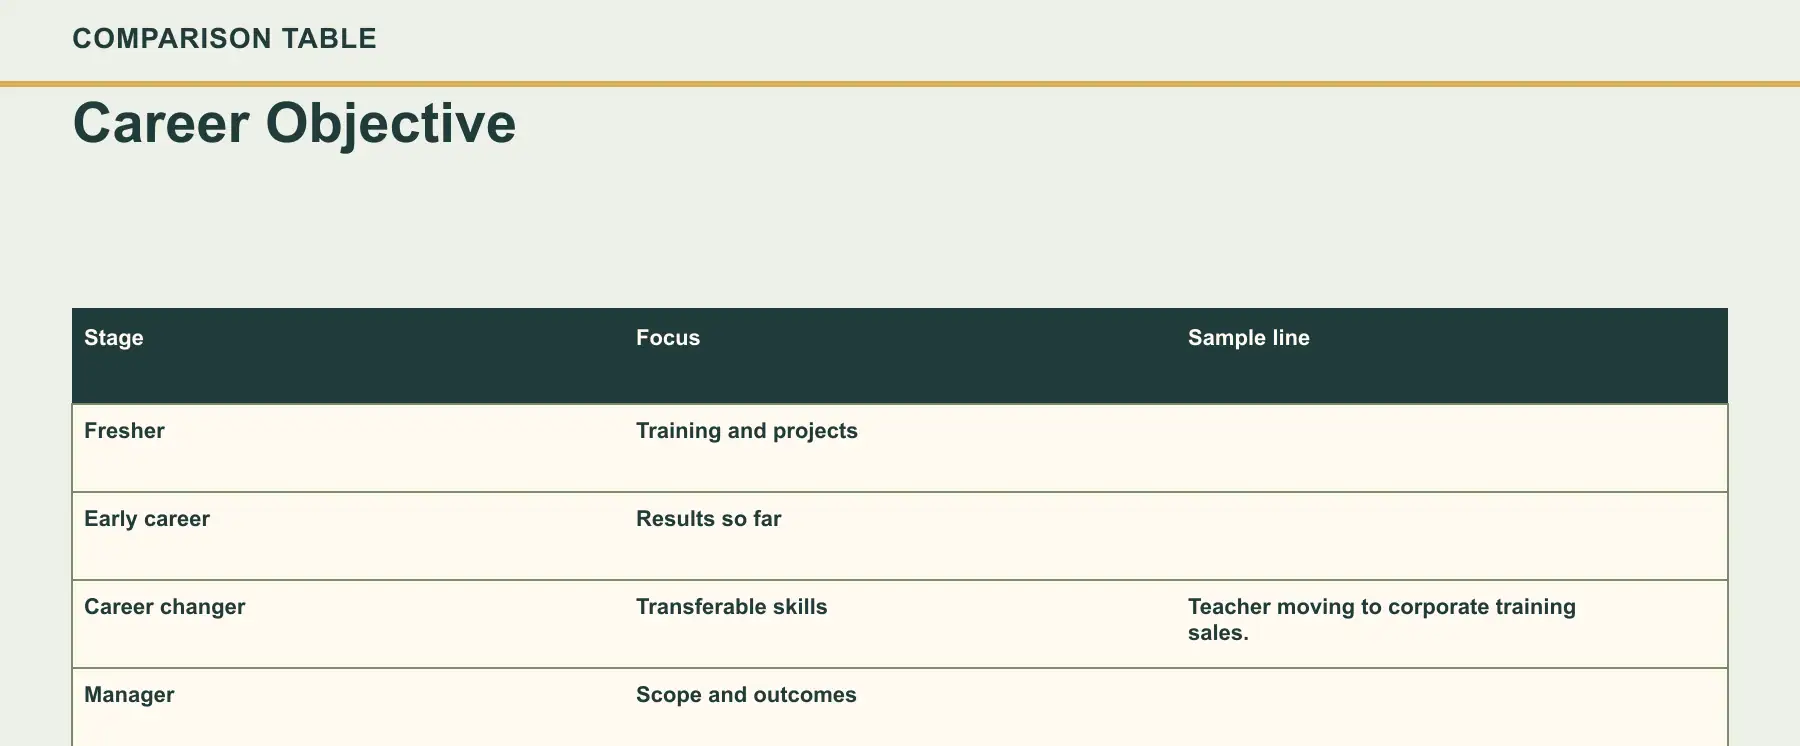 COMPARISON TABLE
Career Objective
Stage Focus Sample line
Fresher Training and projects
Early career Results so far
Career changer Transferable skills Teacher moving to corporate training
sales.
Manager Scope and outcomes